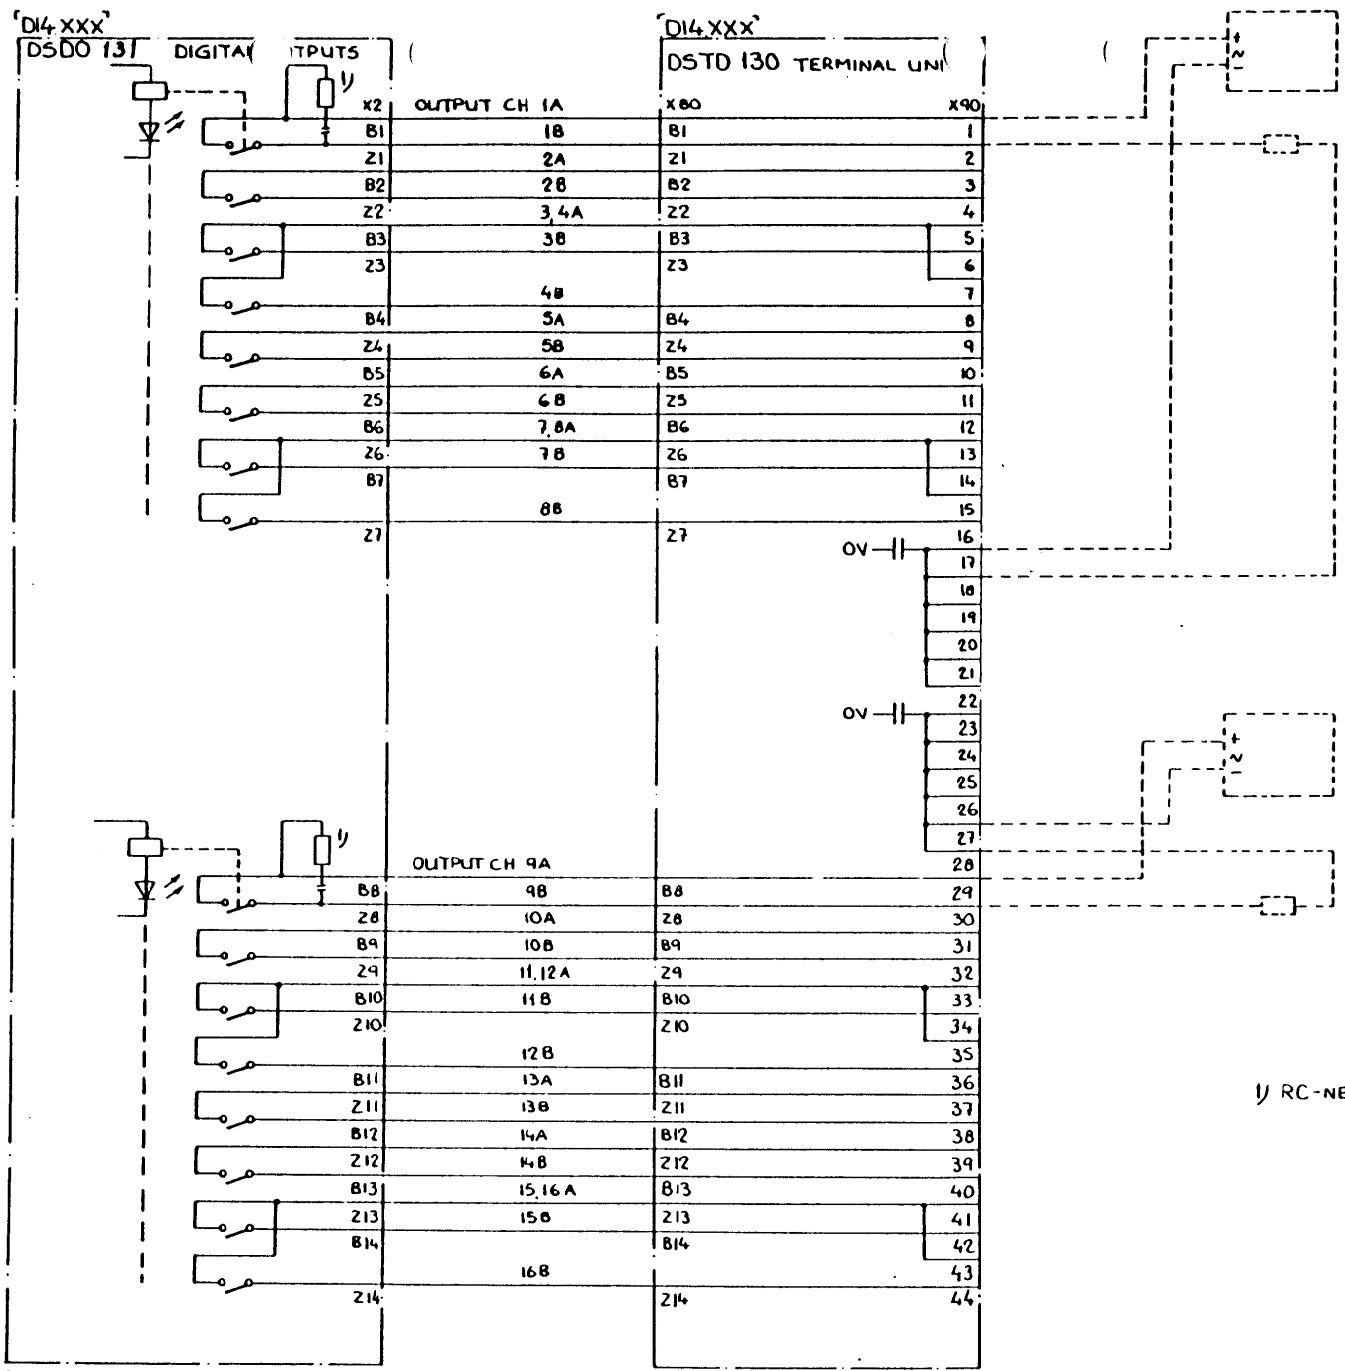 'DI4.XXX' 'DI4.XXX'
DSDO 131 DIGITA( )TPUTS DSTD 130 TERMINAL UNI
+
~
−
1)
X2 OUTPUT CH 1A X80 X90
B1 1B B1 1
Z1 2A Z1 2
B2 2B B2 3
Z2 3,4A Z2 4
B3 3B B3 5
Z3 Z3 6
4B 7
B4 5A B4 8
Z4 5B Z4 9
B5 6A B5 10
Z5 6B Z5 11
B6 7,8A B6 12
Z6 7B Z6 13
B7 B7 14
8B 15
Z7 Z7 16
0V 17
18
19
20
21
22
0V 23
24
25
26
27
+
~
−
1)
OUTPUT CH 9A 28
B8 9B B8 29
Z8 10A Z8 30
B9 10B B9 31
Z9 11,12A Z9 32
B10 11B B10 33
Z10 Z10 34
12B 35
B11 13A B11 36
Z11 13B Z11 37
B12 14A B12 38
Z12 14B Z12 39
B13 15,16A B13 40
Z13 15B Z13 41
B14 B14 42
16B 43
Z14 Z14 44
1) RC-NE